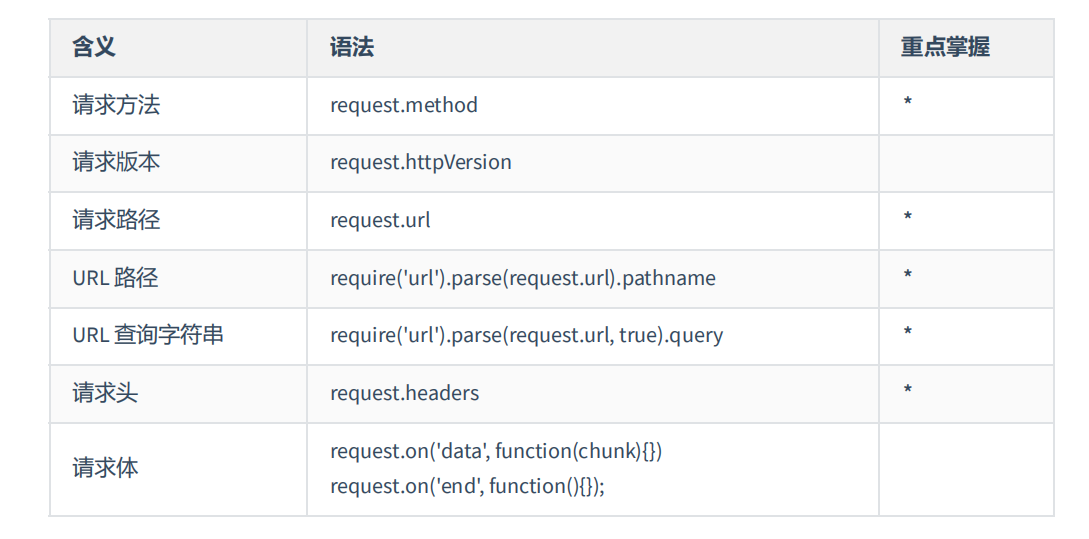 含义 语法 重点掌握
请求方法 request.method *
请求版本 request.httpVersion
请求路径 request.url *
URL 路径 require('url').parse(request.url).pathname *
URL 查询字符串 require('url').parse(request.url, true).query *
请求头 request.headers *
请求体 request.on('data', function(chunk){})
request.on('end', function(){});